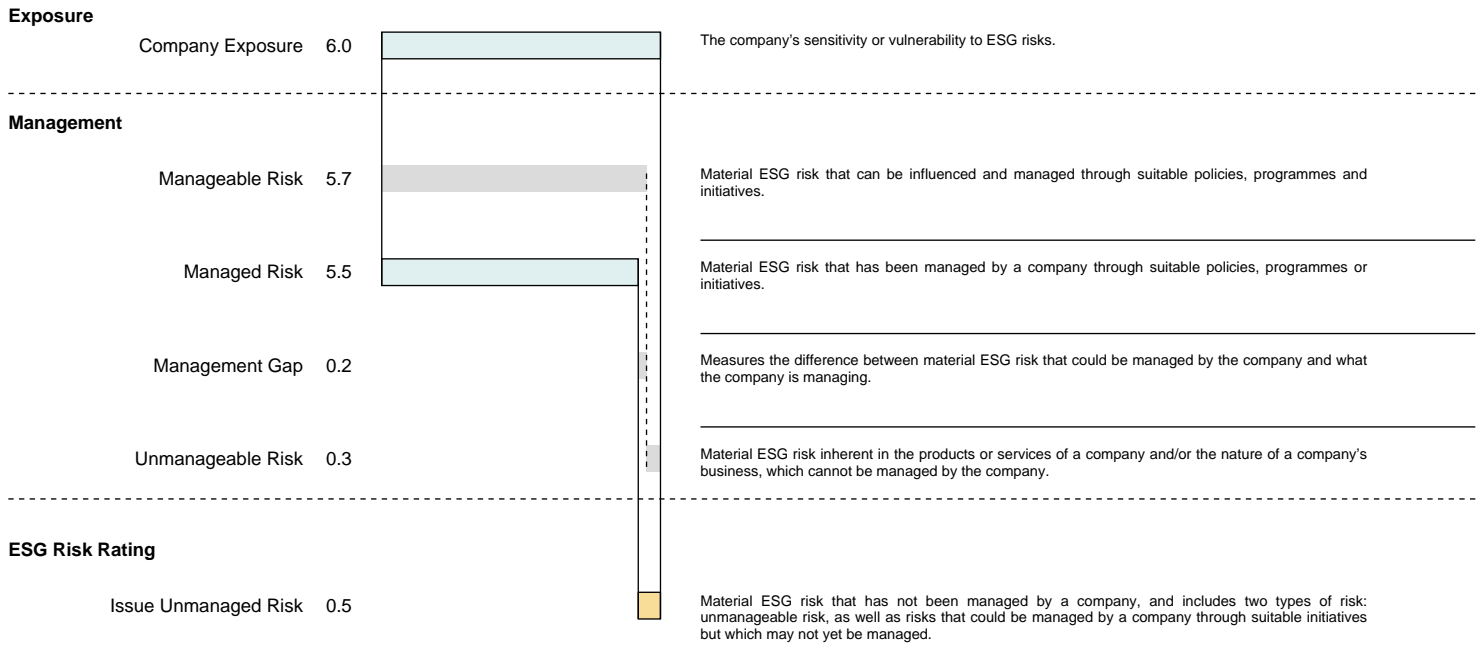 Exposure
Company Exposure 6.0
The company's sensitivity or vulnerability to ESG risks.
Management
Manageable Risk 5.7
Material ESG risk that can be influenced and managed through suitable policies, programmes and
initiatives.
Managed Risk 5.5
Material ESG risk that has been managed by a company through suitable policies, programmes or
initiatives.
Management Gap 0.2
Measures the difference between material ESG risk that could be managed by the company and what
the company is managing.
Unmanageable Risk 0.3
Material ESG risk inherent in the products or services of a company and/or the nature of a company's
business, which cannot be managed by the company.
ESG Risk Rating
Issue Unmanaged Risk 0.5
Material ESG risk that has not been managed by a company, and includes two types of risk:
unmanageable risk, as well as risks that could be managed by a company through suitable initiatives
but which may not yet be managed.